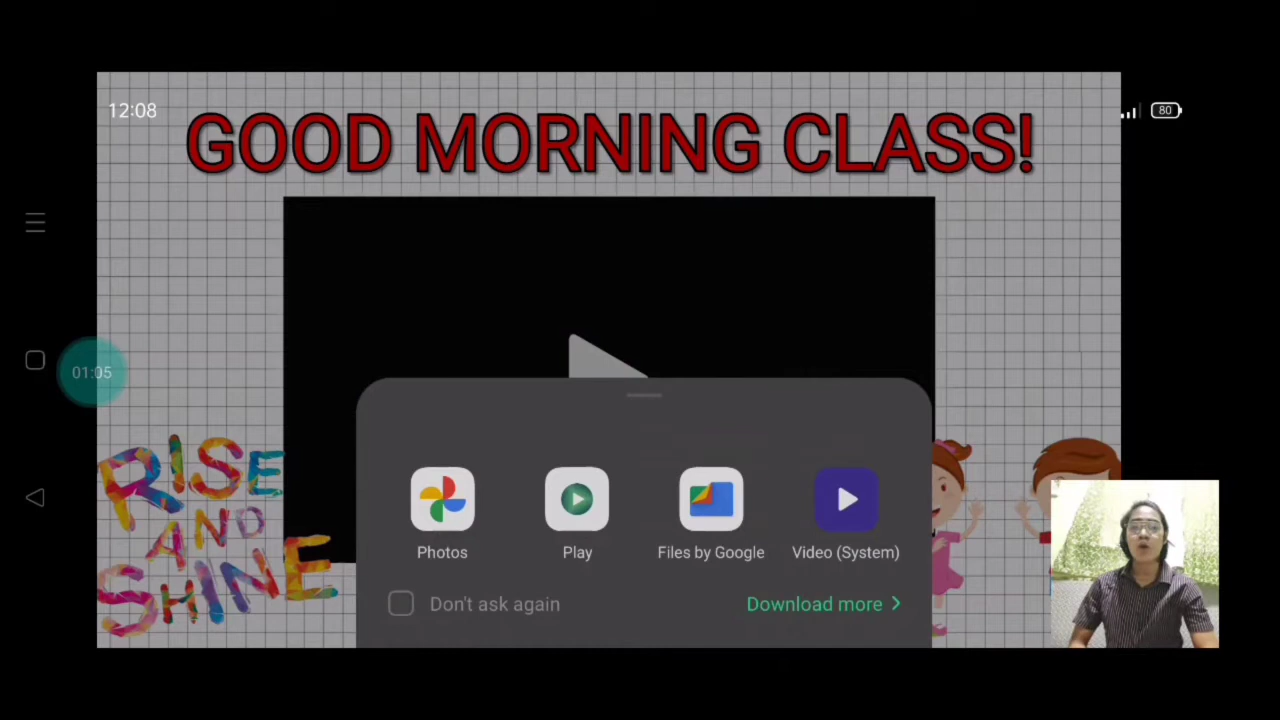 12:08
80
GOOD MORNING CLASS!
01:05
RISE
AND
SHINE
Photos
Play
Files by Google
Video (System)
Don't ask again
Download more